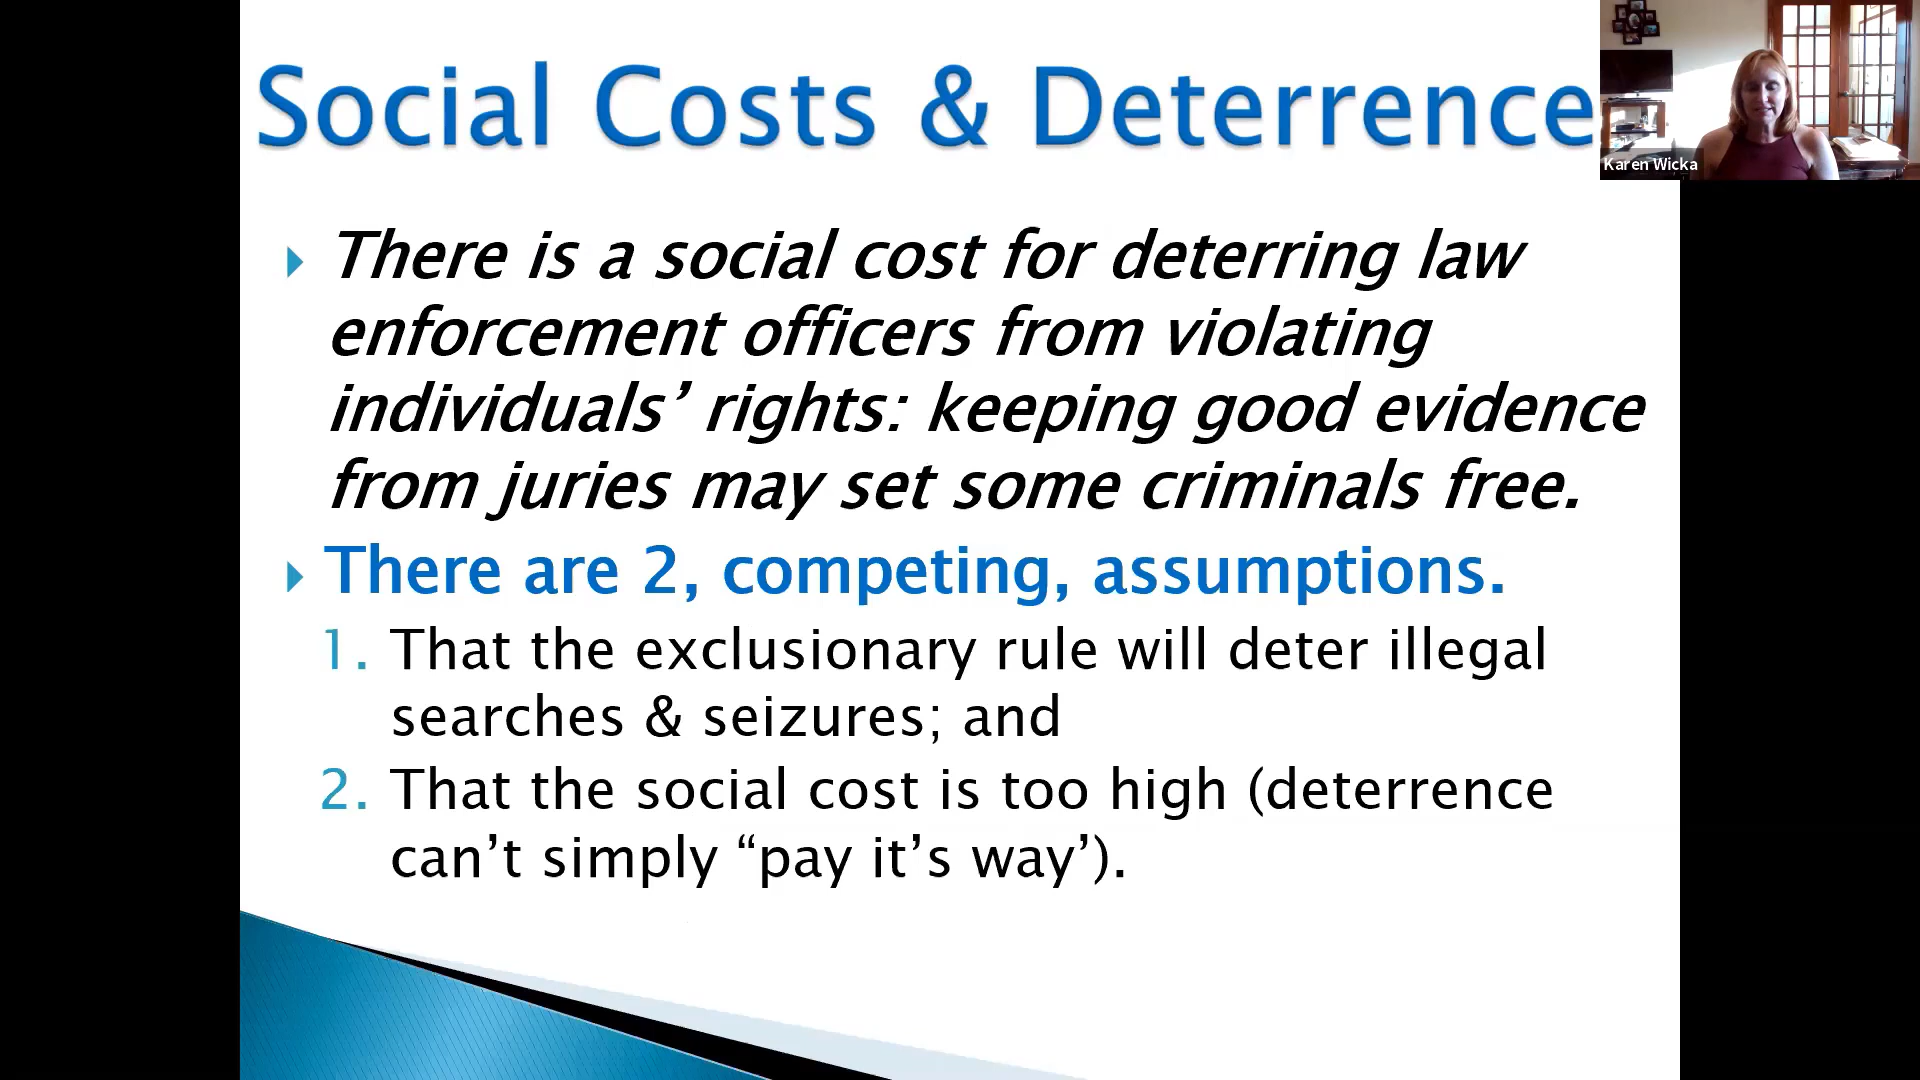 Social Costs & Deterrence
Karen Wicka
There is a social cost for deterring law
enforcement officers from violating
individuals’ rights: keeping good evidence
from juries may set some criminals free.
There are 2, competing, assumptions.
1. That the exclusionary rule will deter illegal
searches & seizures; and
2. That the social cost is too high (deterrence
can’t simply “pay it’s way’).